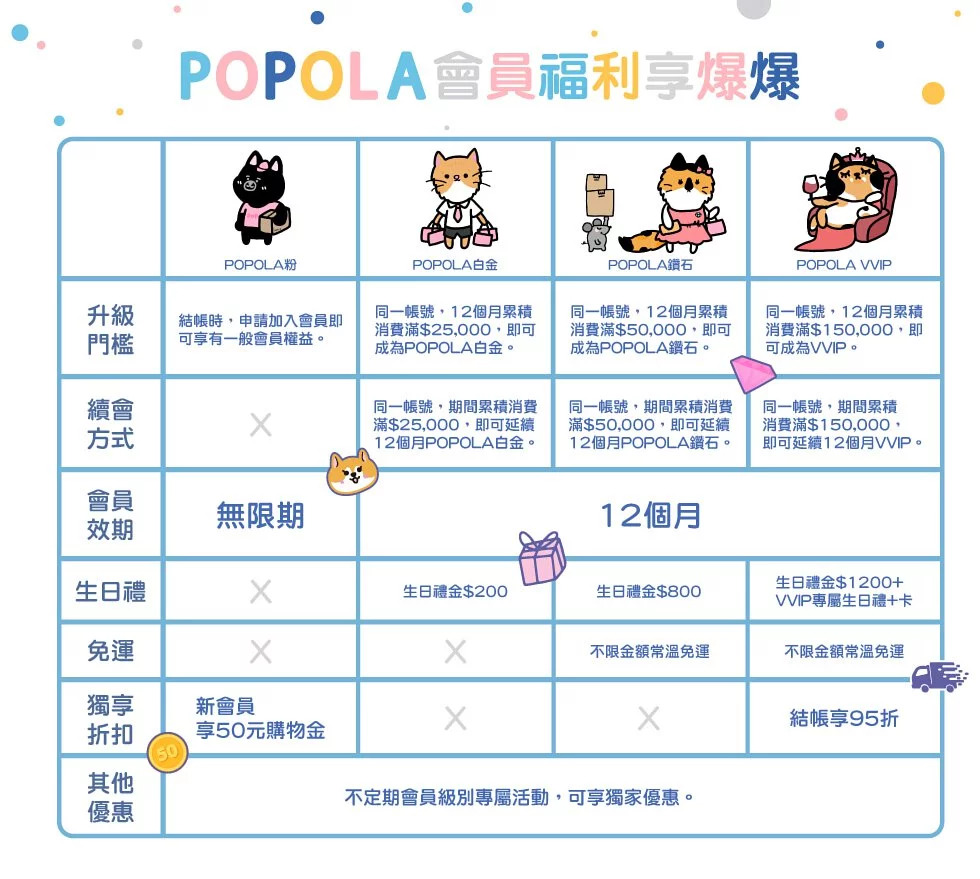 POPOLA會員福利享爆爆
POPOLA粉
POPOLA白金
POPOLA鑽石
POPOLA VVIP
升級
門檻
結帳時，申請加入會員即
可享有一般會員權益。
同一帳號，12個月累積
消費滿$25,000，即可
成為POPOLA白金。
同一帳號，12個月累積
消費滿$50,000，即可
成為POPOLA鑽石。
同一帳號，12個月累積
消費滿$150,000，即
可成為VVIP。
續會
方式
同一帳號，期間累積消費
滿$25,000，即可延續
12個月POPOLA白金。
同一帳號，期間累積消費
滿$50,000，即可延續
12個月POPOLA鑽石。
同一帳號，期間累積
消費滿$150,000，
即可延續12個月VVIP。
會員
效期
無限期
12個月
生日禮
生日禮金$200
生日禮金$800
生日禮金$1200+
VVIP專屬生日禮+卡
免運
不限金額常溫免運
不限金額常溫免運
獨享
折扣
50
新會員
享50元購物金
結帳享95折
其他
優惠
不定期會員級別專屬活動，可享獨家優惠。